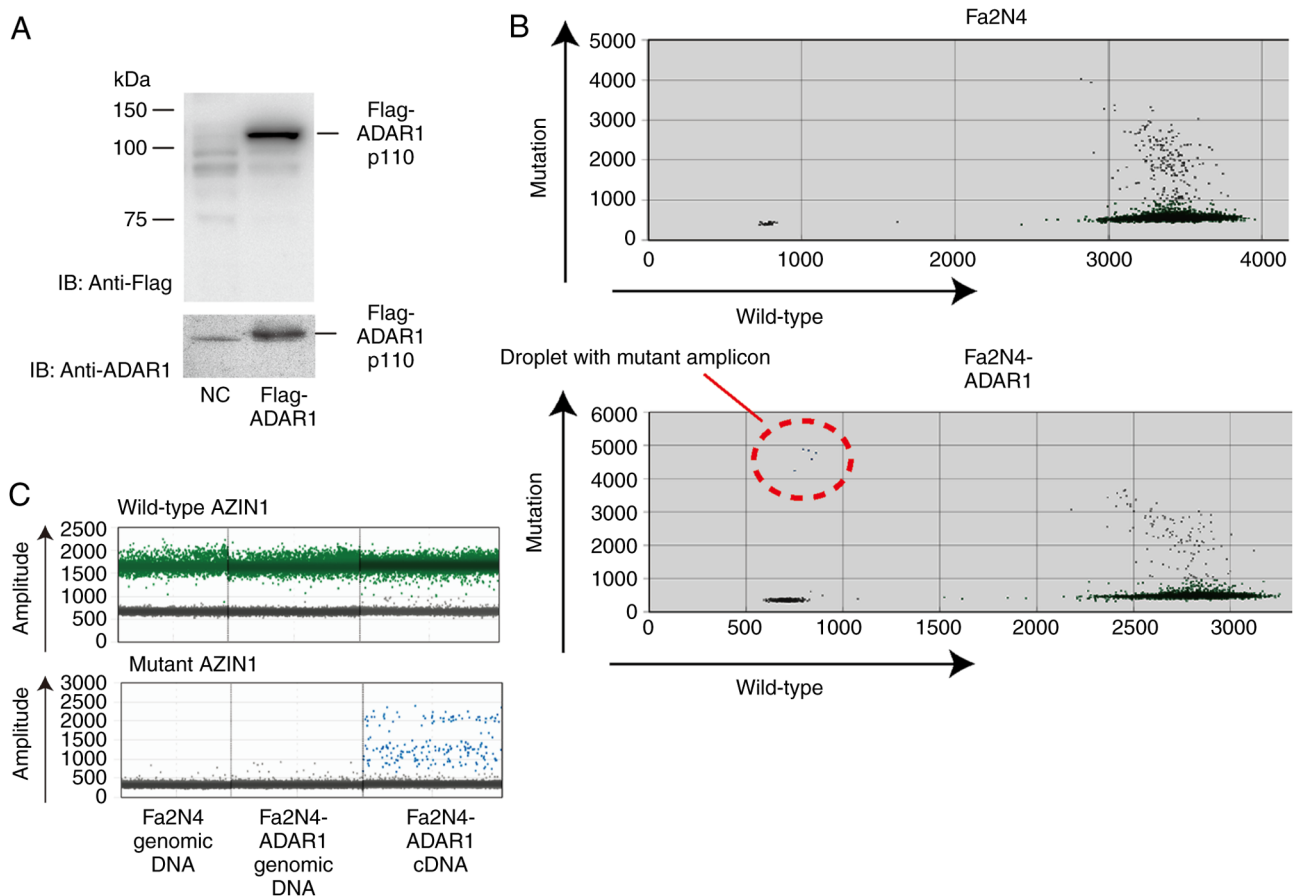 A
kDa
150
100
75
Flag-
ADAR1
p110
IB: Anti-Flag
Flag-
ADAR1
p110
IB: Anti-ADAR1
NC
Flag-
ADAR1
B
Fa2N4
Mutation
5000
4000
3000
2000
1000
0
0 1000 2000 3000 4000
Wild-type
Droplet with mutant amplicon
Fa2N4-
ADAR1
Mutation
6000
5000
4000
3000
2000
1000
0
0 500 1000 1500 2000 2500 3000
Wild-type
C
Wild-type AZIN1
Amplitude
2500
2000
1500
1000
500
0
Mutant AZIN1
Amplitude
3000
2500
2000
1500
1000
500
0
Fa2N4
genomic
DNA
Fa2N4-
ADAR1
genomic
DNA
Fa2N4-
ADAR1
cDNA